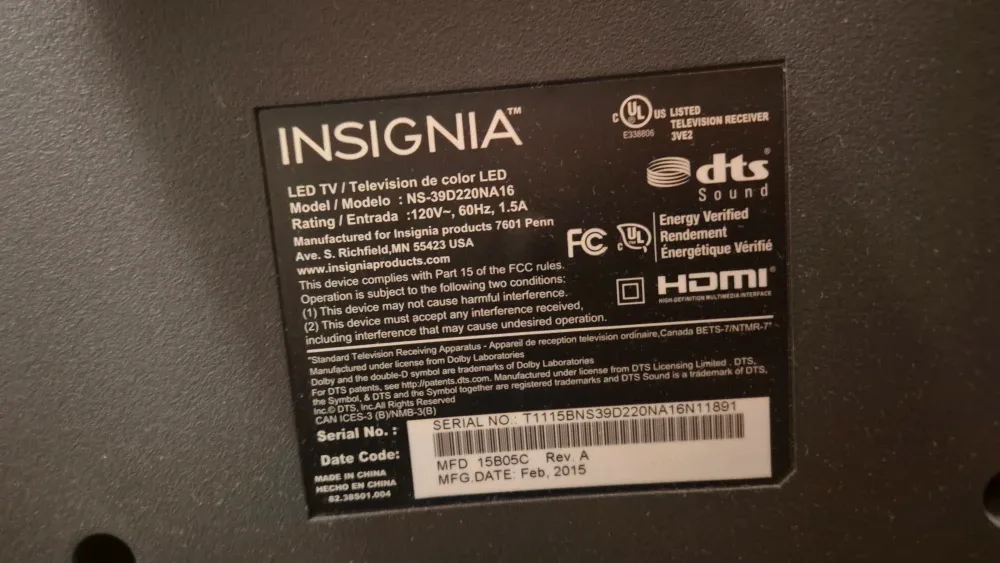 INSIGNIA™
LED TV / Television de color LED
Model / Modelo : NS-39D220NA16
Rating / Entrada :120V~, 60Hz, 1.5A
Manufactured for Insignia products 7601 Penn
Ave. S. Richfield,MN 55423 USA
www.insigniaproducts.com
This device complies with Part 15 of the FCC rules.
Operation is subject to the following two conditions:
(1) This device may not cause harmful interference.
(2) This device must accept any interference received,
including interference that may cause undesired operation.
c UL US LISTED
TELEVISION RECEIVER
E338806 3VE2
dts®
Sound
FC c UL Energy Verified
Rendement
Énergétique Vérifié
HDMI®
HIGH-DEFINITION MULTIMEDIA INTERFACE
"Standard Television Receiving Apparatus - Appareil de reception television ordinaire,Canada BETS-7/NTMR-7"
Manufactured under license from Dolby Laboratories
Dolby and the double-D symbol are trademarks of Dolby Laboratories
For DTS patents, see http://patents.dts.com. Manufactured under license from DTS Licensing Limited . DTS,
the Symbol, & DTS and the Symbol together are registered trademarks and DTS Sound is a trademark of DTS,
Inc.© DTS, Inc.All Rights Reserved
CAN ICES-3 (B)/NMB-3(B)
Serial No. :
SERIAL NO.: T1115BNS39D220NA16N11891
Date Code:
MFD 15B05C Rev. A
MFG.DATE: Feb, 2015
MADE IN CHINA
HECHO EN CHINA
82.38S01.004